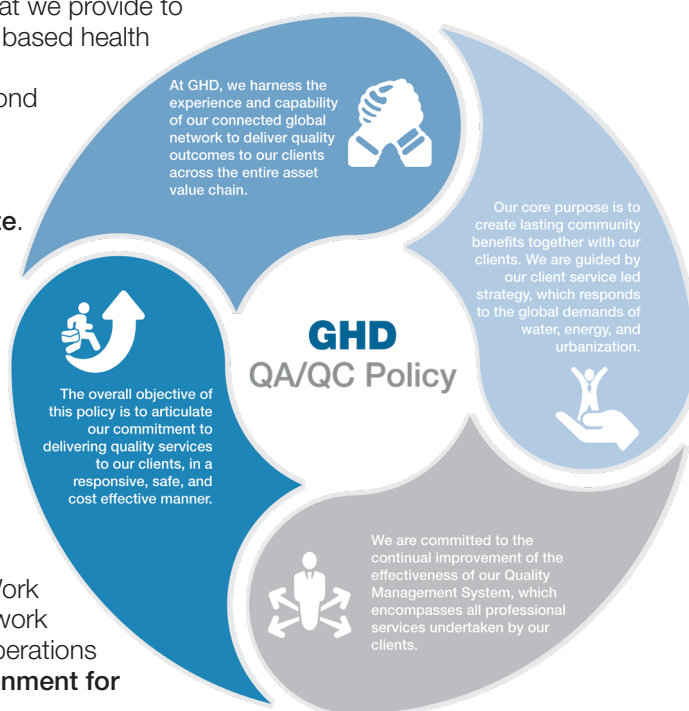 at we provide to
based health
ond
te.
At GHD, we harness the
experience and capability
of our connected global
network to deliver quality
outcomes to our clients
across the entire asset
value chain.
Our core purpose is to
create lasting community
benefits together with our
clients. We are guided by
our client service led
strategy, which responds
to the global demands of
water, energy, and
urbanization.
GHD
QA/QC Policy
The overall objective of
this policy is to articulate
our commitment to
delivering quality services
to our clients, in a
responsive, safe, and
cost effective manner.
We are committed to the
continual improvement of the
effectiveness of our Quality
Management System, which
encompasses all professional
services undertaken by our
clients.
Work
work
perations
onment for